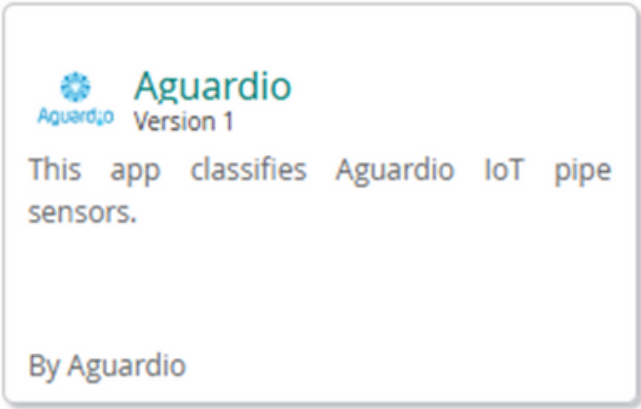 Aguardio
Aguardio
Version 1
This app classifies Aguardio IoT pipe
sensors.
By Aguardio